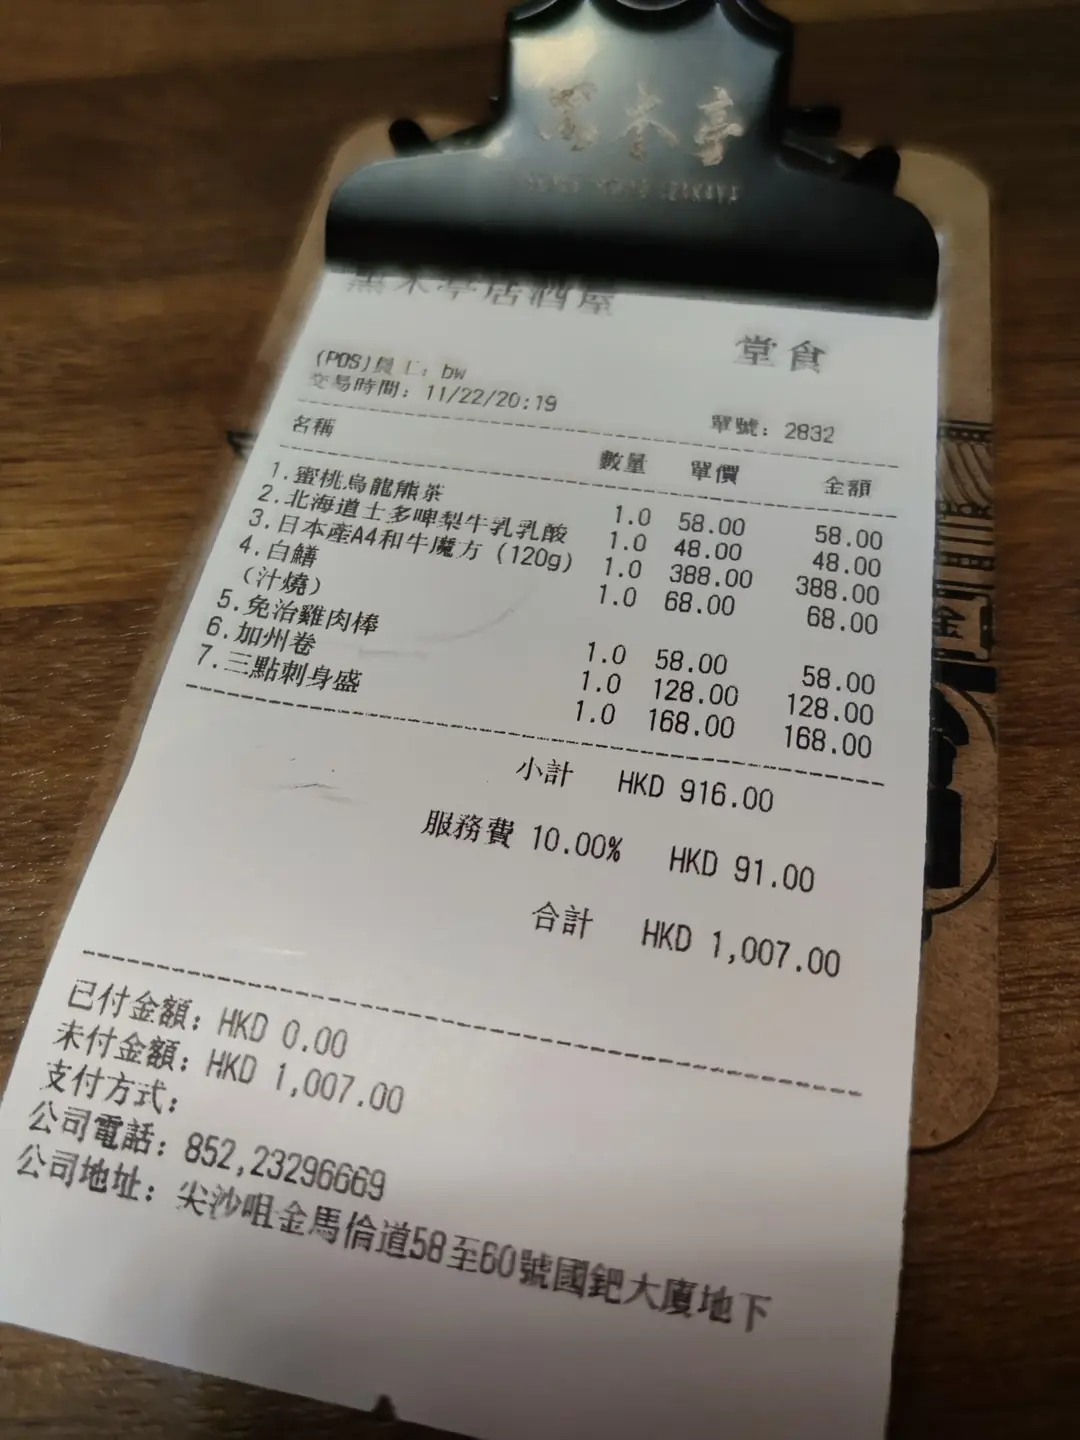 木亭
黑木亭居酒屋
堂食
(POS)員工: bw
交易時間: 11/22/20:19
單號: 2832
名稱 數量 單價 金額
1.蜜桃烏龍熊茶 1.0 58.00 58.00
2.北海道士多啤梨牛乳乳酸 1.0 48.00 48.00
3.日本產A4和牛魔方 (120g) 1.0 388.00 388.00
4.白鱔 1.0 68.00 68.00
(汁燒)
5.免治雞肉棒 1.0 58.00 58.00
6.加州卷 1.0 128.00 128.00
7.三點刺身盛 1.0 168.00 168.00
小計 HKD 916.00
服務費 10.00% HKD 91.00
合計 HKD 1,007.00
已付金額: HKD 0.00
未付金額: HKD 1,007.00
支付方式:
公司電話: 852,23296669
公司地址: 尖沙咀金馬倫道58至60號國鈀大廈地下